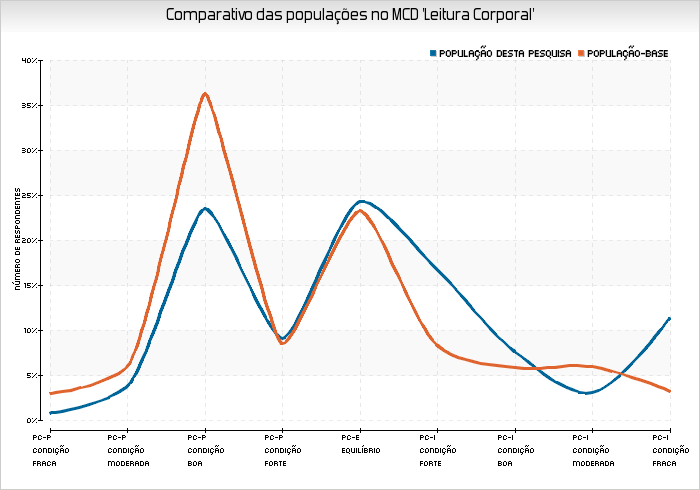 Comparativo das populações no MCD 'Leitura Corporal'
POPULAÇÃO DESTA PESQUISA
POPULAÇÃO-BASE
NÚMERO DE RESPONDENTES
40%
35%
30%
25%
20%
15%
10%
5%
0%
PC-P CONDIÇÃO FRACA
PC-P CONDIÇÃO MODERADA
PC-P CONDIÇÃO BOA
PC-P CONDIÇÃO FORTE
PC-E EQUILÍBRIO
PC-I CONDIÇÃO FORTE
PC-I CONDIÇÃO BOA
PC-I CONDIÇÃO MODERADA
PC-I CONDIÇÃO FRACA